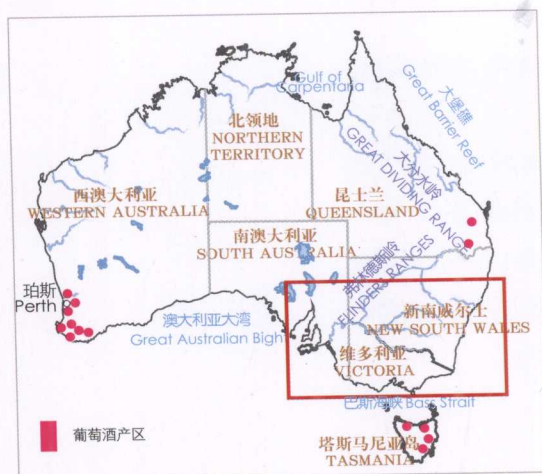 Gulf of
Carpentaria
大堡礁
Great Barrier Reef
北领地
NORTHERN
TERRITORY
大分水岭
GREAT DIVIDING RANGE
西澳大利亚
WESTERN AUSTRALIA
昆士兰
QUEENSLAND
南澳大利亚
SOUTH AUSTRALIA
弗林德斯岭
FLINDERS RANGES
珀斯
Perth
澳大利亚大湾
Great Australian Bight
新南威尔士
NEW SOUTH WALES
维多利亚
VICTORIA
巴斯海峡 Bass Strait
葡萄酒产区
塔斯马尼亚岛
TASMANIA